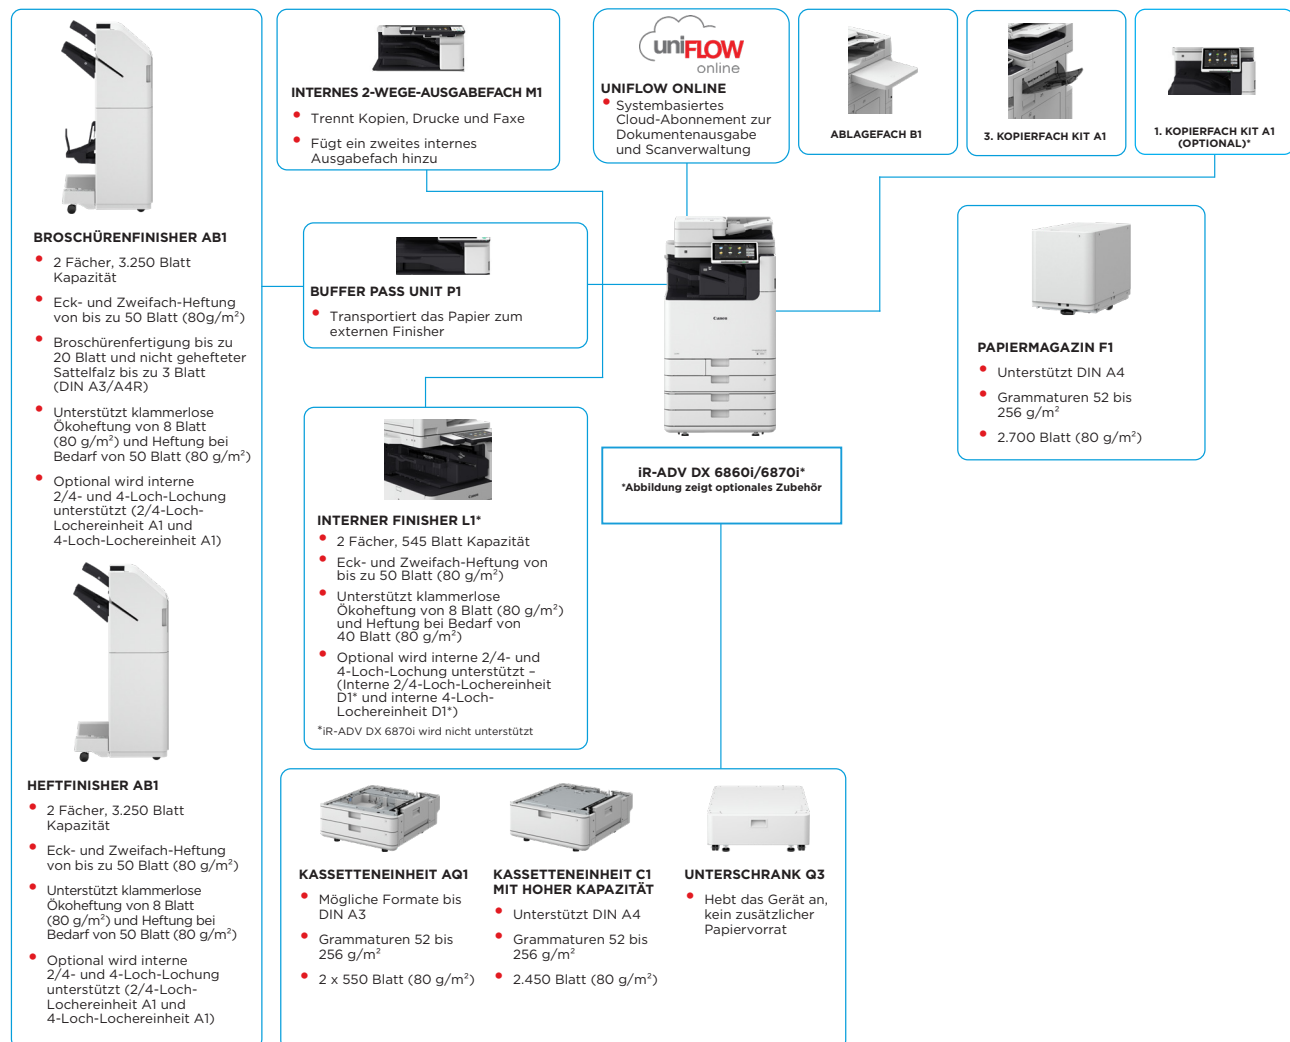 BROSCHÜRENFINISHER AB1
• 2 Fächer, 3.250 Blatt
Kapazität
• Eck- und Zweifach-Heftung
von bis zu 50 Blatt (80g/m²)
• Broschürenfertigung bis zu
20 Blatt und nicht gehefteter
Sattelfalz bis zu 3 Blatt
(DIN A3/A4R)
• Unterstützt klammerlose
Ökoheftung von 8 Blatt
(80 g/m²) und Heftung bei
Bedarf von 50 Blatt (80 g/m²)
• Optional wird interne
2/4- und 4-Loch-Lochung
unterstützt (2/4-Loch-
Lochereinheit A1 und
4-Loch-Lochereinheit A1)
HEFTFINISHER AB1
• 2 Fächer, 3.250 Blatt
Kapazität
• Eck- und Zweifach-Heftung
von bis zu 50 Blatt (80 g/m²)
• Unterstützt klammerlose
Ökoheftung von 8 Blatt
(80 g/m²) und Heftung bei
Bedarf von 50 Blatt (80 g/m²)
• Optional wird interne
2/4- und 4-Loch-Lochung
unterstützt (2/4-Loch-
Lochereinheit A1 und
4-Loch-Lochereinheit A1)
INTERNES 2-WEGE-AUSGABEFACH M1
• Trennt Kopien, Drucke und Faxe
• Fügt ein zweites internes
Ausgabefach hinzu
uniFLOW
online
UNIFLOW ONLINE
• Systembasiertes
Cloud-Abonnement zur
Dokumentenausgabe
und Scanverwaltung
ABLAGEFACH B1
3. KOPIERFACH KIT A1
1. KOPIERFACH KIT A1
(OPTIONAL)*
BUFFER PASS UNIT P1
• Transportiert das Papier zum
externen Finisher
Canon
PAPIERMAGAZIN F1
• Unterstützt DIN A4
• Grammaturen 52 bis
256 g/m²
• 2.700 Blatt (80 g/m²)
iR-ADV DX 6860i/6870i*
*Abbildung zeigt optionales Zubehör
Canon
INTERNER FINISHER L1*
• 2 Fächer, 545 Blatt Kapazität
• Eck- und Zweifach-Heftung von
bis zu 50 Blatt (80 g/m²)
• Unterstützt klammerlose
Ökoheftung von 8 Blatt (80 g/m²)
und Heftung bei Bedarf von
40 Blatt (80 g/m²)
• Optional wird interne 2/4- und
4-Loch-Lochung unterstützt –
(Interne 2/4-Loch-Lochereinheit
D1* und interne 4-Loch-
Lochereinheit D1*)
*iR-ADV DX 6870i wird nicht unterstützt
KASSETTENEINHEIT AQ1
• Mögliche Formate bis
DIN A3
• Grammaturen 52 bis
256 g/m²
• 2 x 550 Blatt (80 g/m²)
KASSETTENEINHEIT C1
MIT HOHER KAPAZITÄT
• Unterstützt DIN A4
• Grammaturen 52 bis
256 g/m²
• 2.450 Blatt (80 g/m²)
UNTERSCHRANK Q3
• Hebt das Gerät an,
kein zusätzlicher
Papiervorrat